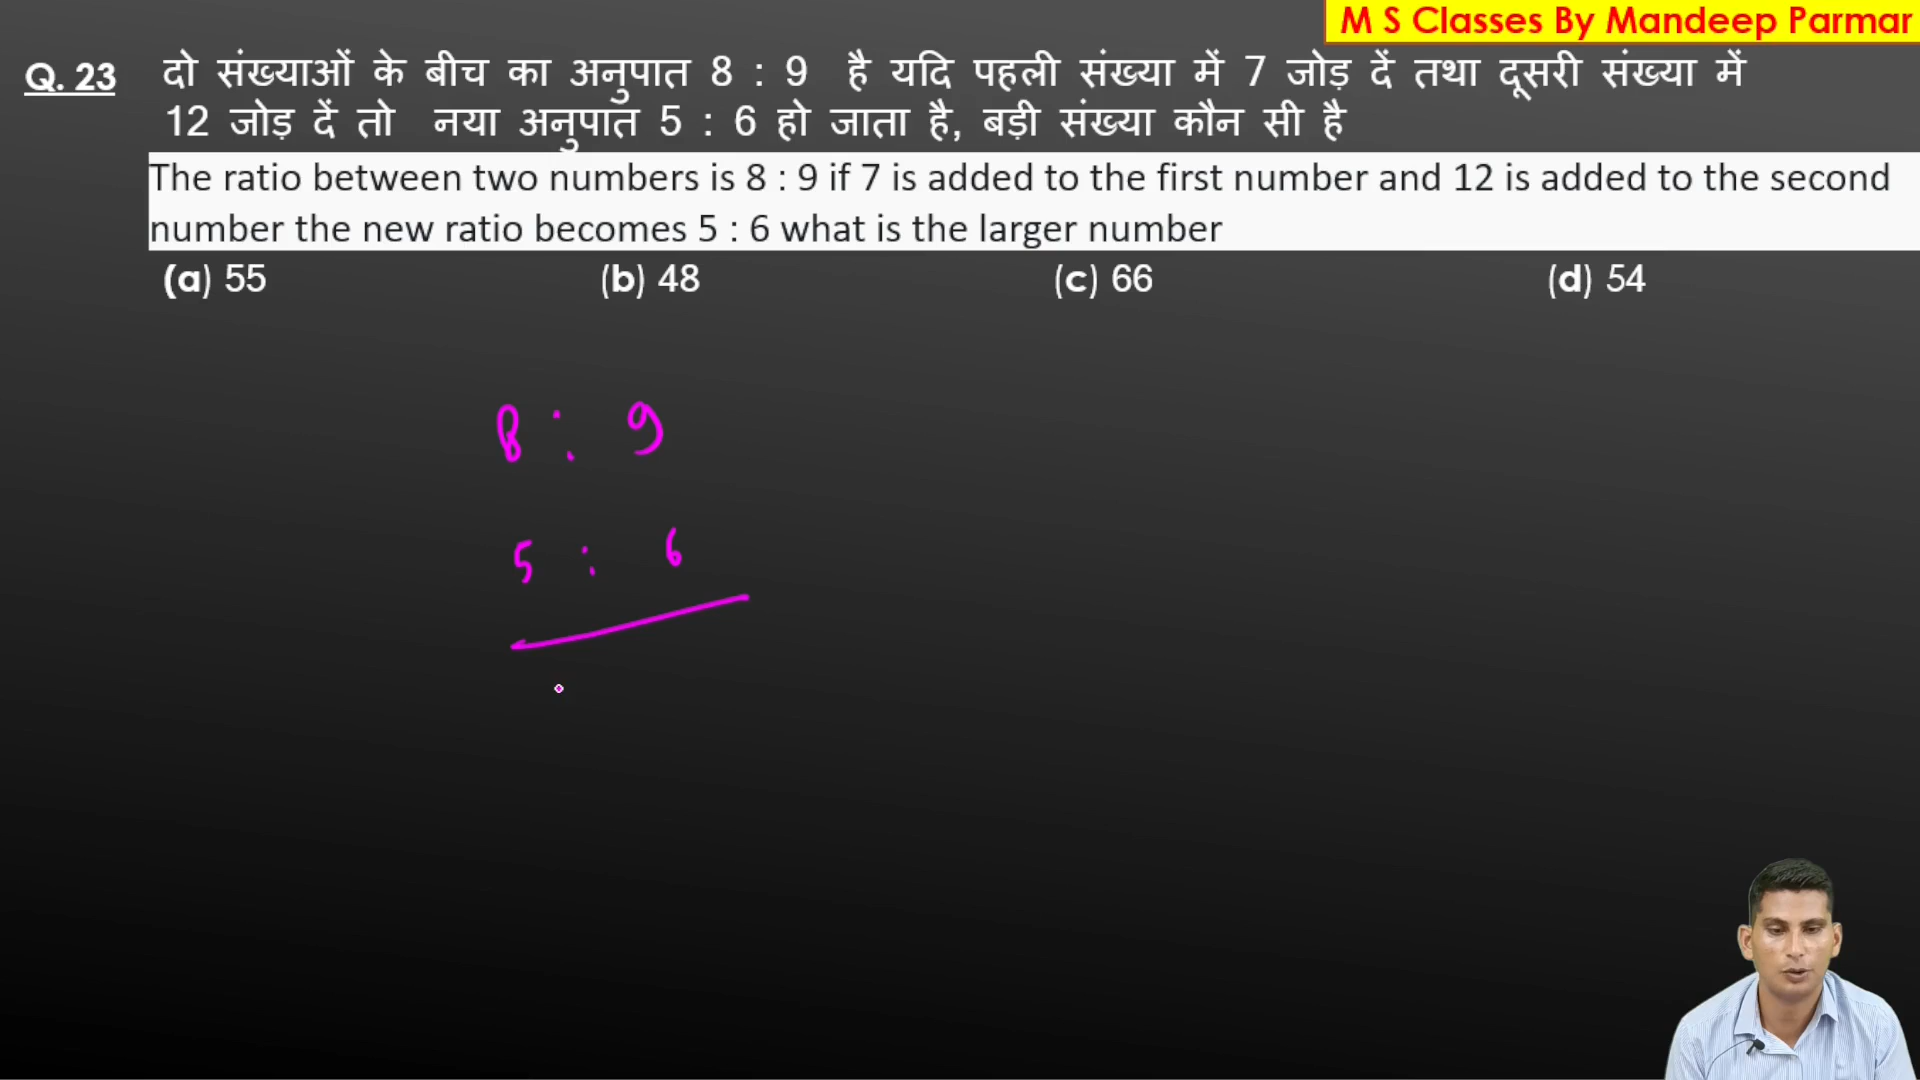 M S Classes By Mandeep Parmar
Q. 23 दो संख्याओं के बीच का अनुपात 8 : 9 है यदि पहली संख्या में 7 जोड़ दें तथा दूसरी संख्या में
12 जोड़ दें तो नया अनुपात 5 : 6 हो जाता है, बड़ी संख्या कौन सी है
The ratio between two numbers is 8 : 9 if 7 is added to the first number and 12 is added to the second
number the new ratio becomes 5 : 6 what is the larger number
(a) 55 (b) 48 (c) 66 (d) 54
8 : 9
5 : 6